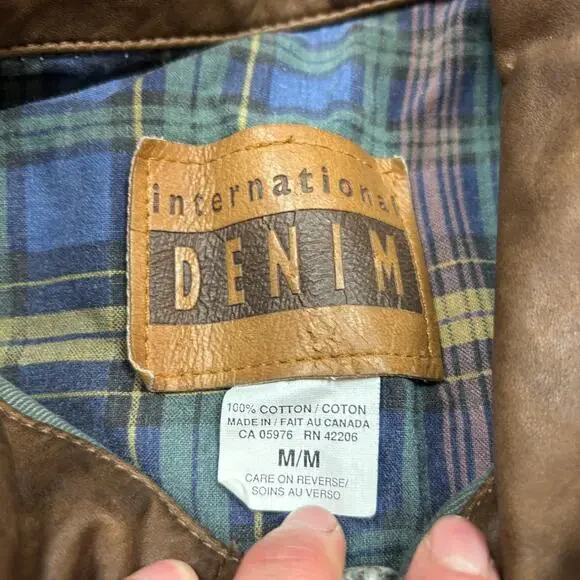 international
DENIM
100% COTTON / COTON
MADE IN / FAIT AU CANADA
CA 05976 RN 42206
M/M
CARE ON REVERSE/
SOINS AU VERSO